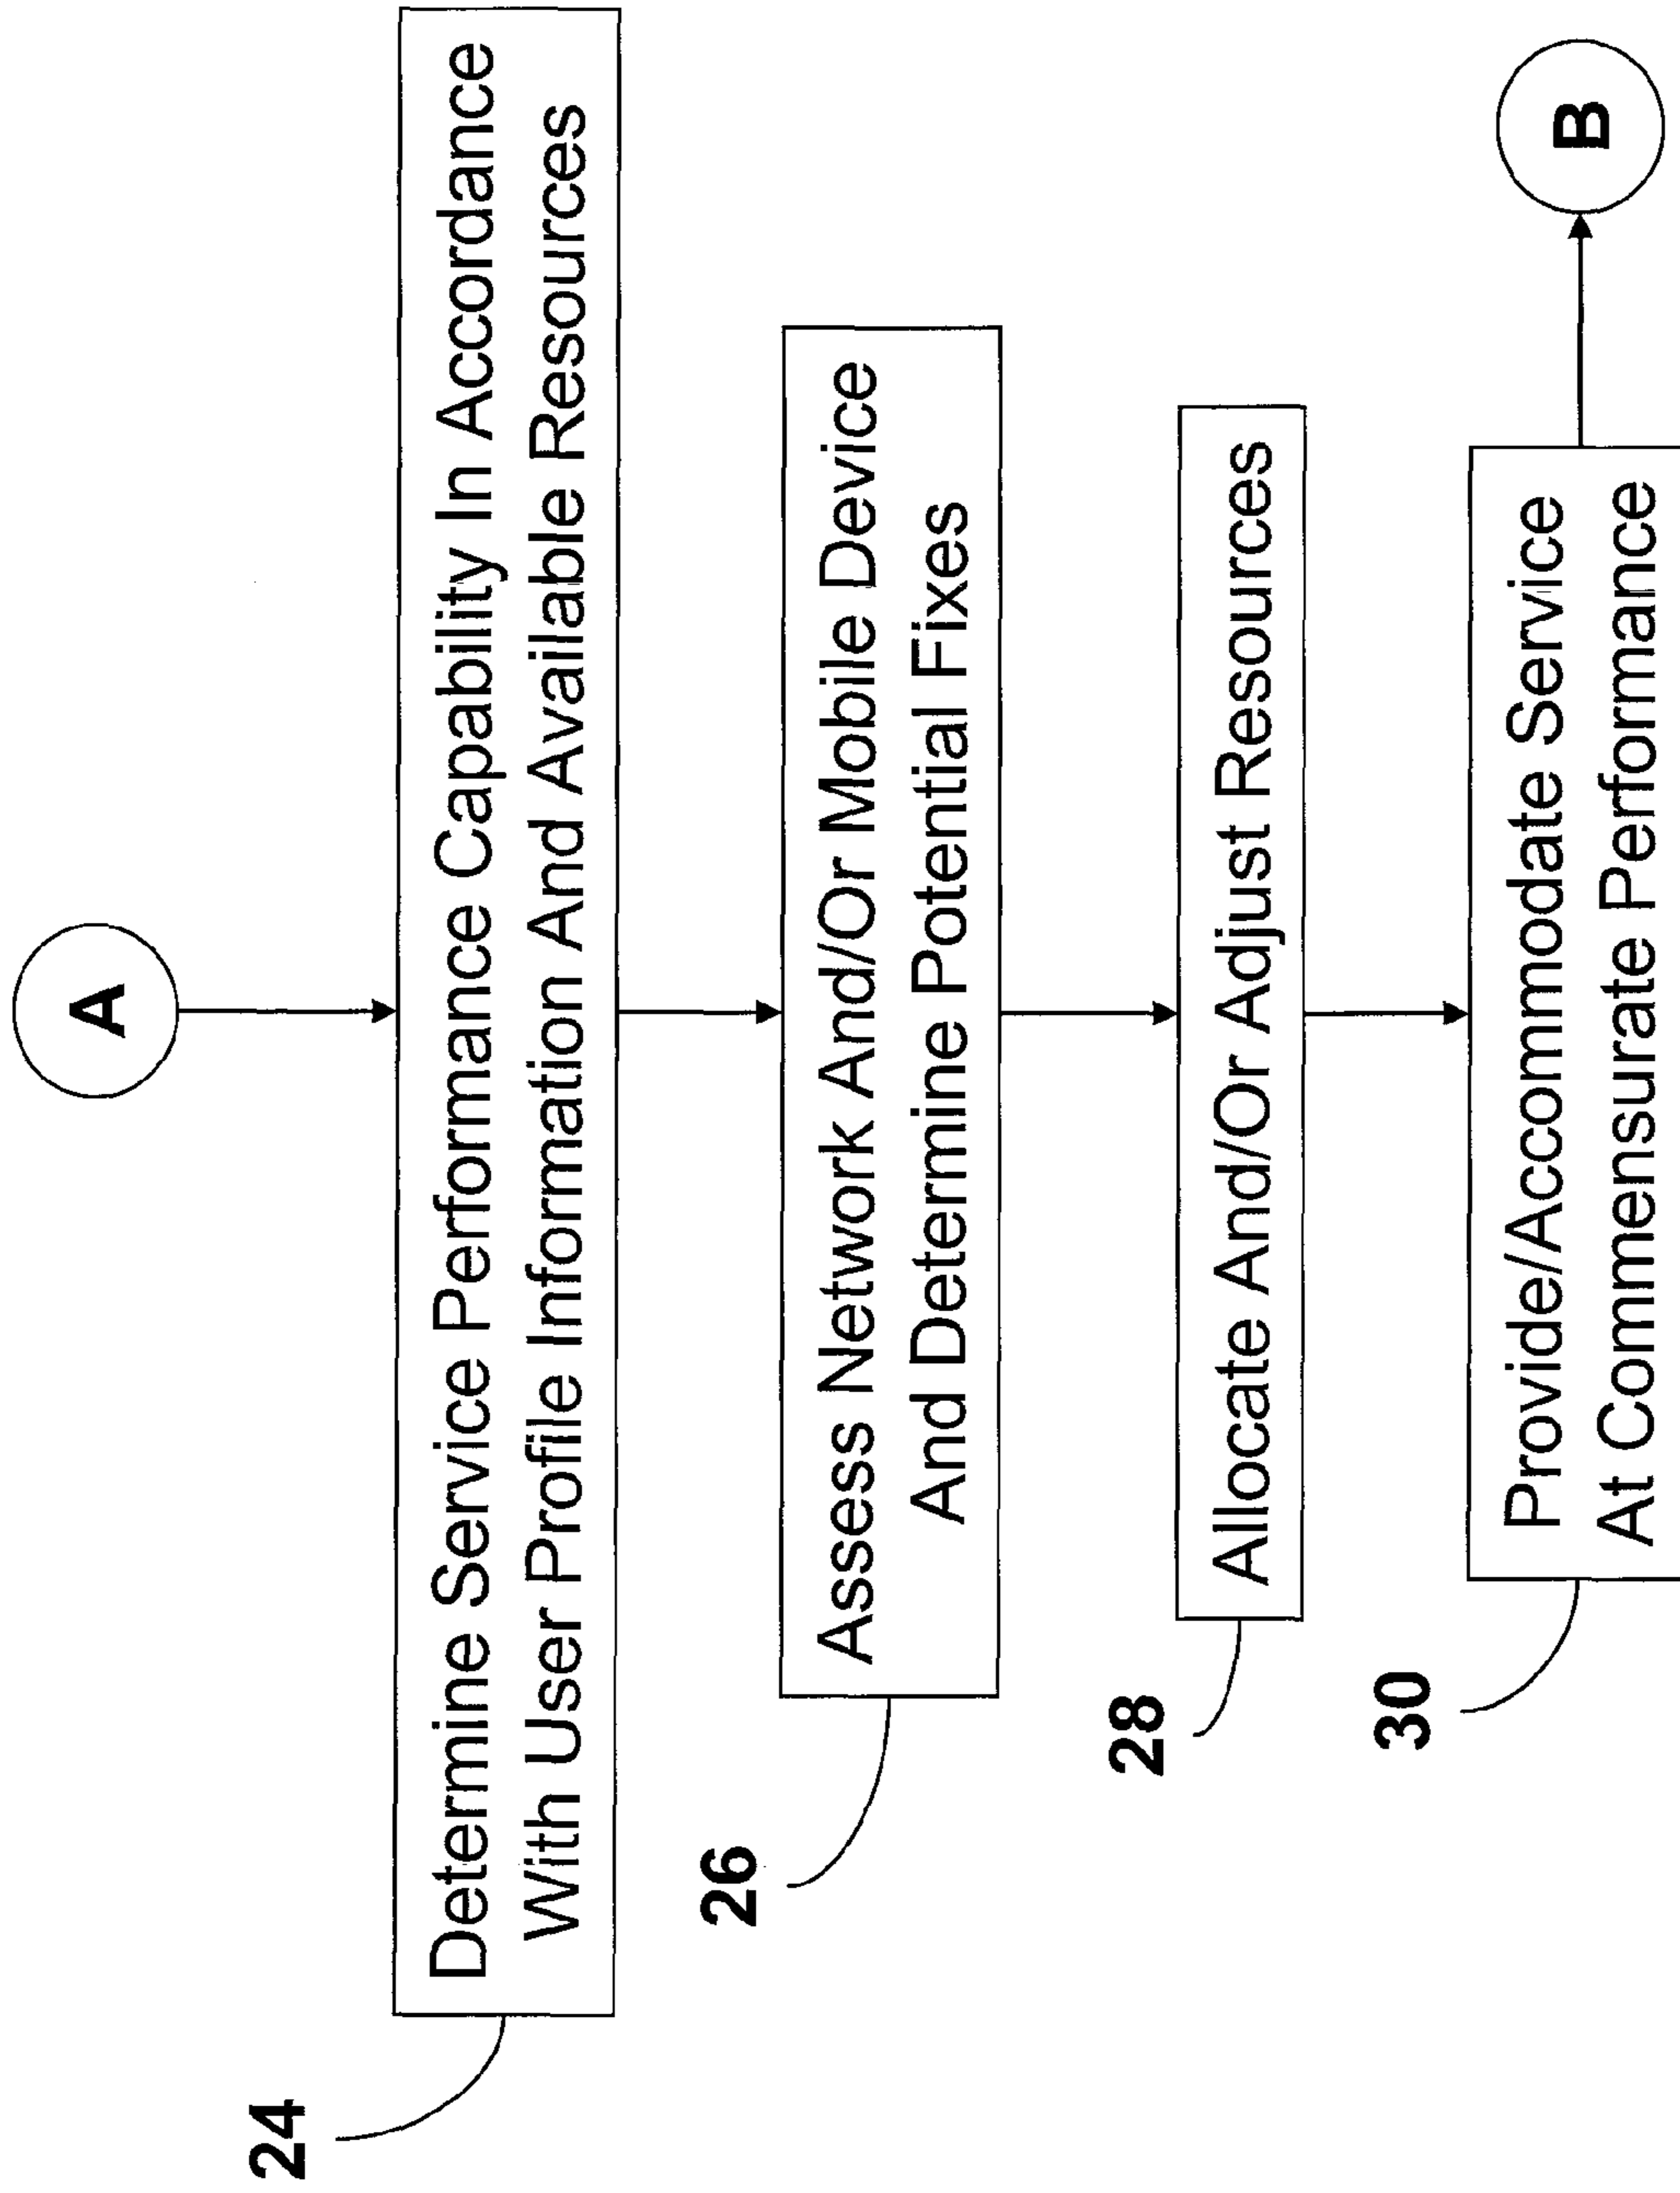 A
24
Determine Service Performance Capability In Accordance
With User Profile Information And Available Resources
26
Assess Network And/Or Mobile Device
And Determine Potential Fixes
28
Allocate And/Or Adjust Resources
30
Provide/Accommodate Service
At Commensurate Performance
B